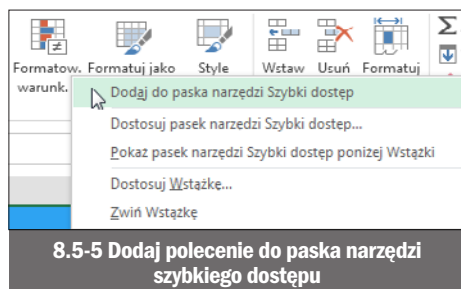 Formatow. Formatuj jako Style Wstaw Usuń Formatuj
warunk.
Dodaj do paska narzędzi Szybki dostęp
Dostosuj pasek narzędzi Szybki dostęp...
Pokaż pasek narzędzi Szybki dostęp poniżej Wstążki
Dostosuj Wstążkę...
Zwiń Wstążkę
8.5-5 Dodaj polecenie do paska narzędzi
szybkiego dostępu